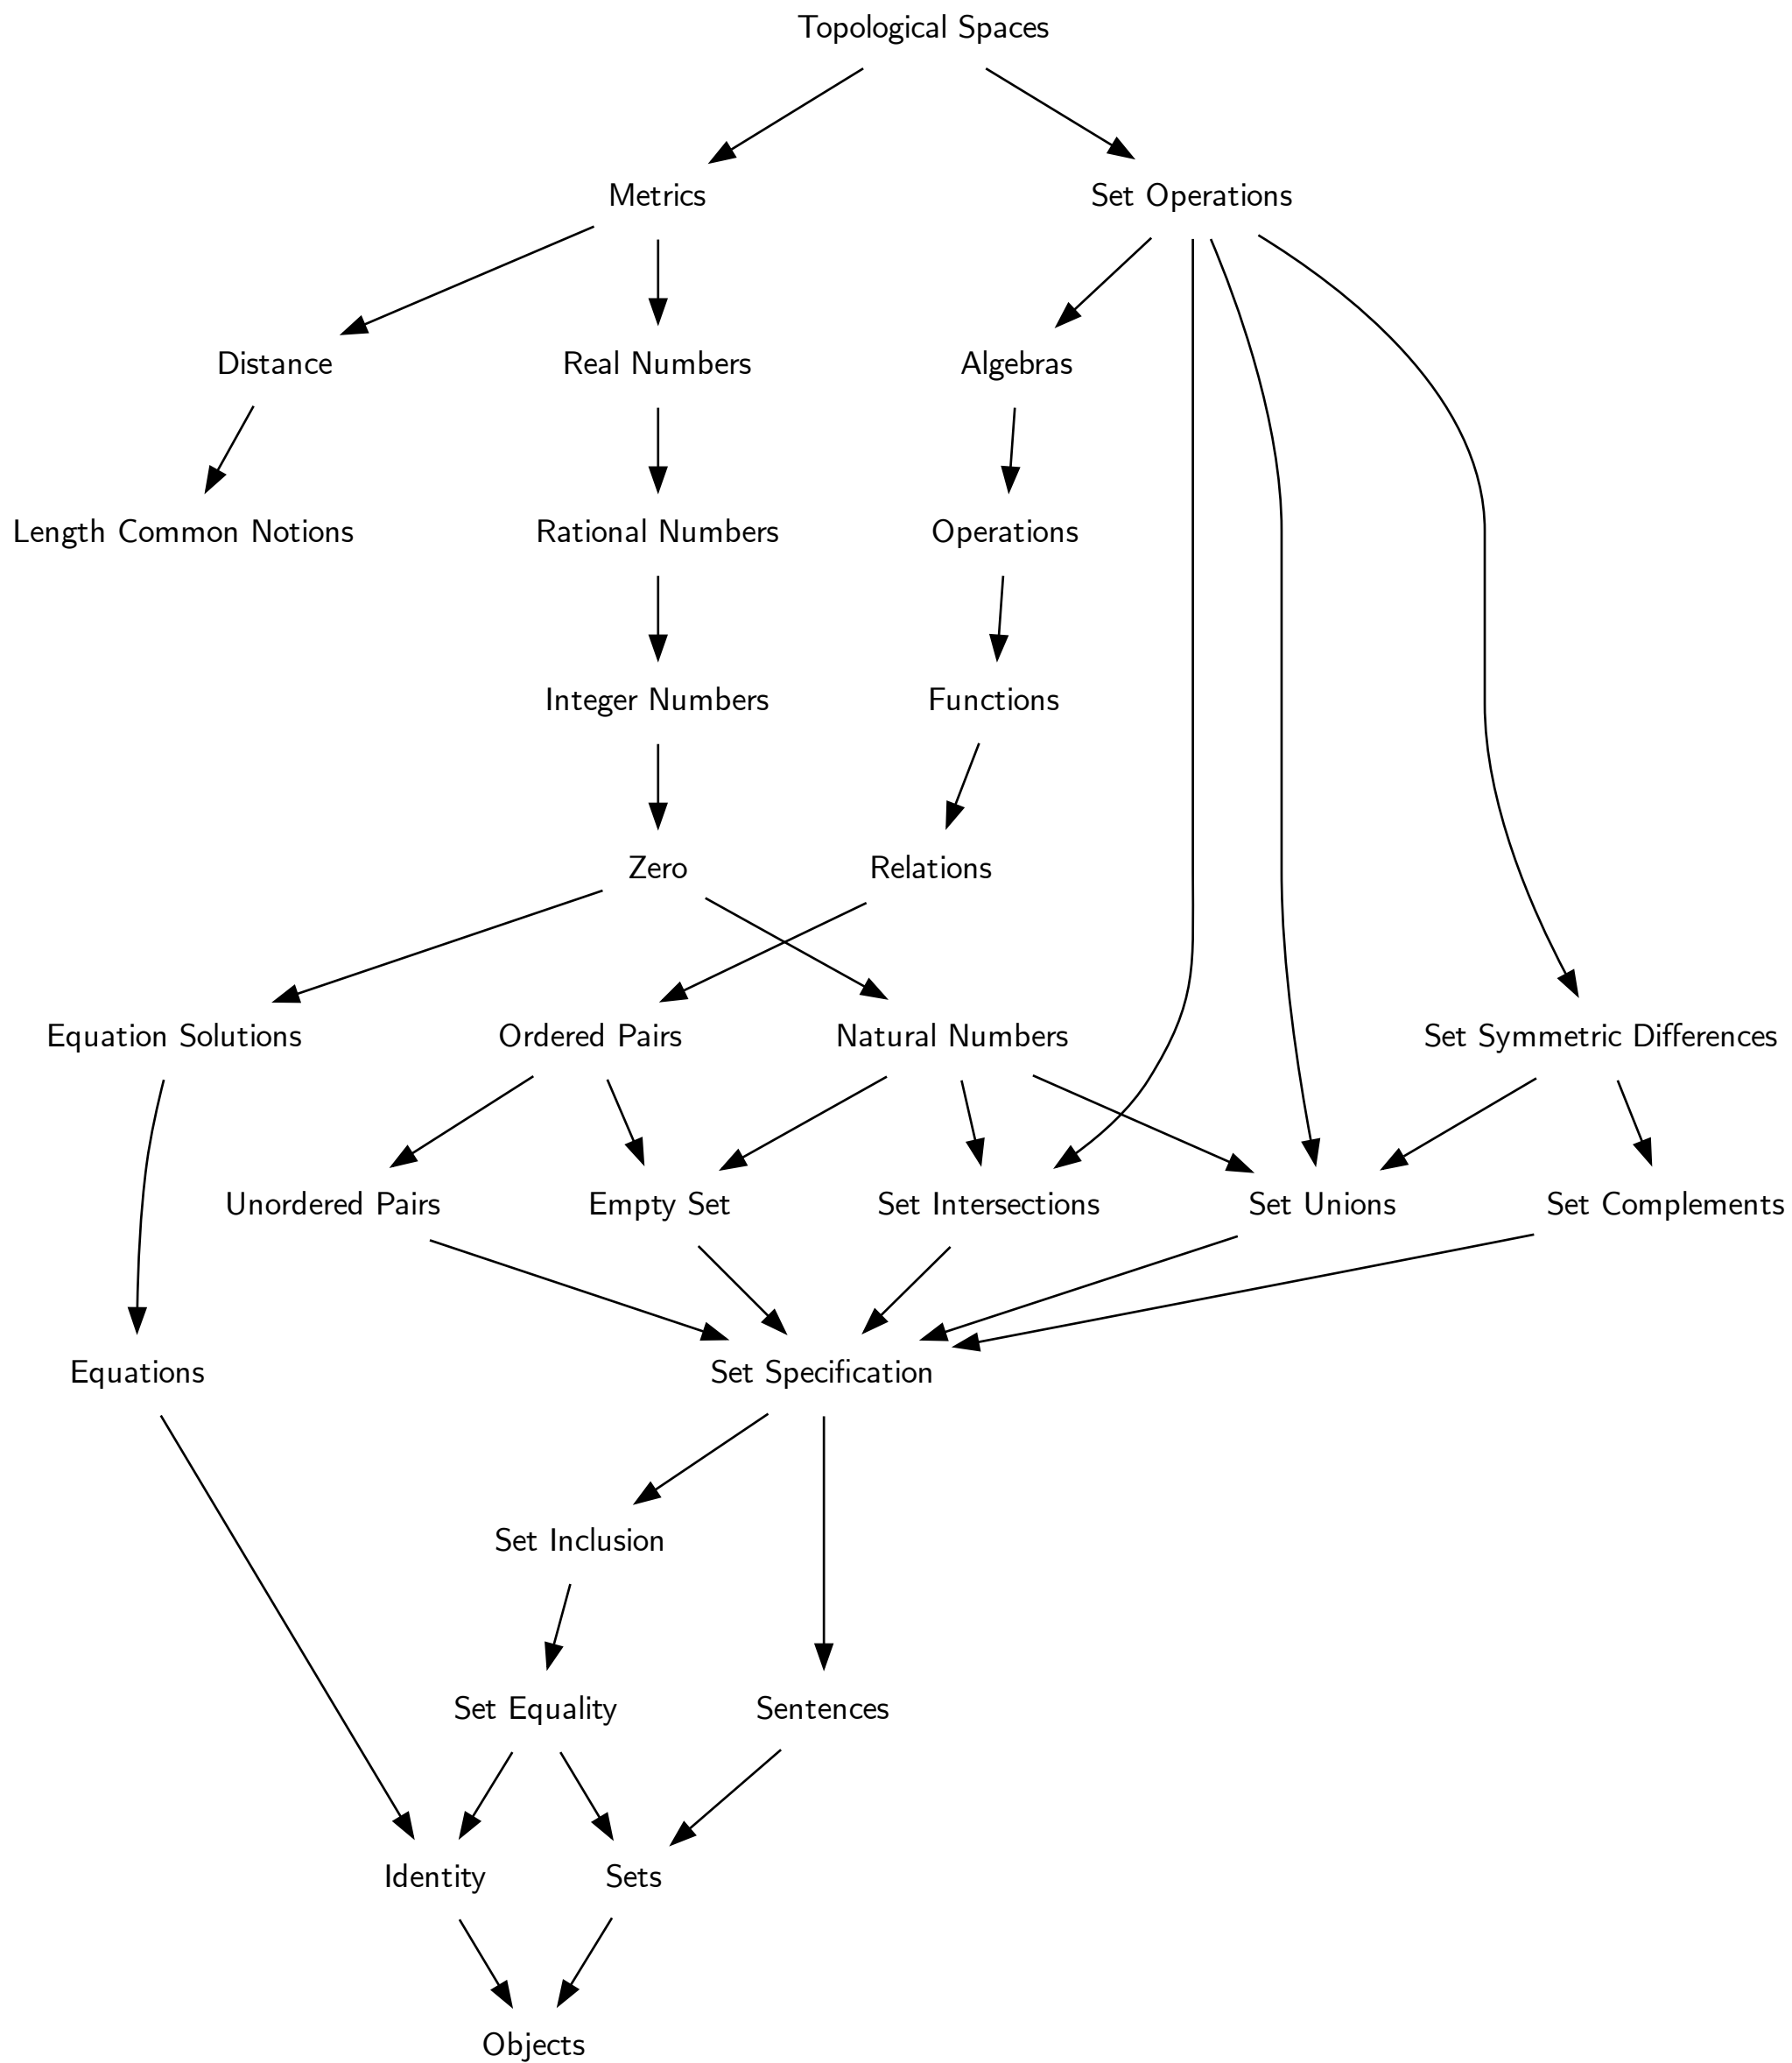 Topological Spaces
Metrics
Set Operations
Distance
Real Numbers
Algebras
Length Common Notions
Rational Numbers
Operations
Integer Numbers
Functions
Zero
Relations
Equation Solutions
Ordered Pairs
Natural Numbers
Set Symmetric Differences
Unordered Pairs
Empty Set
Set Intersections
Set Unions
Set Complements
Equations
Set Specification
Set Inclusion
Set Equality
Sentences
Identity
Sets
Objects